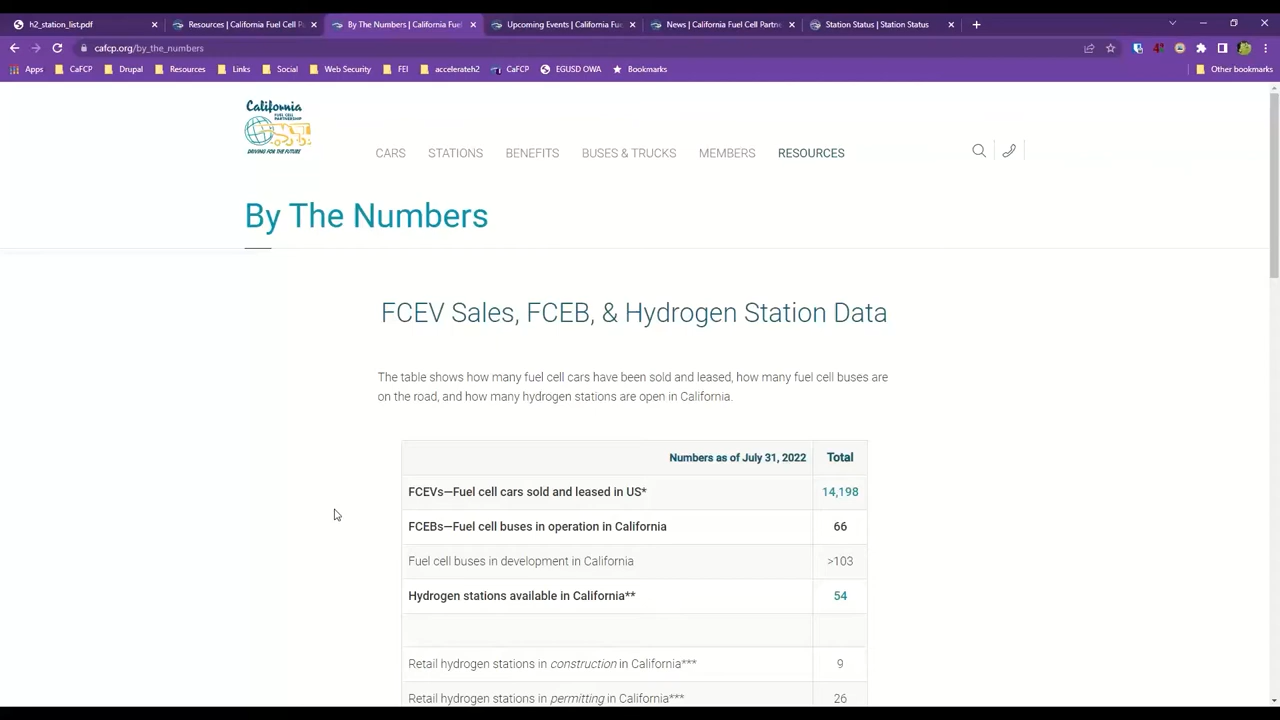 h2_station_list.pdf
Resources | California Fuel Cell Pa
By The Numbers | California Fue
Upcoming Events | California Fue
News | California Fuel Cell Partne
Station Status | Station Status
cafcp.org/by_the_numbers
Apps
CaFCP
Drupal
Resources
Links
Social
Web Security
FEI
accelerateh2
CaFCP
EGUSD OWA
Bookmarks
Other bookmarks
California
FUEL CELL
PARTNERSHIP
DRIVING FOR THE FUTURE
CARS
STATIONS
BENEFITS
BUSES & TRUCKS
MEMBERS
RESOURCES
By The Numbers
FCEV Sales, FCEB, & Hydrogen Station Data
The table shows how many fuel cell cars have been sold and leased, how many fuel cell buses are
on the road, and how many hydrogen stations are open in California.
Numbers as of July 31, 2022 Total
FCEVs—Fuel cell cars sold and leased in US* 14,198
FCEBs—Fuel cell buses in operation in California 66
Fuel cell buses in development in California >103
Hydrogen stations available in California** 54
Retail hydrogen stations in construction in California*** 9
Retail hydrogen stations in permitting in California*** 26